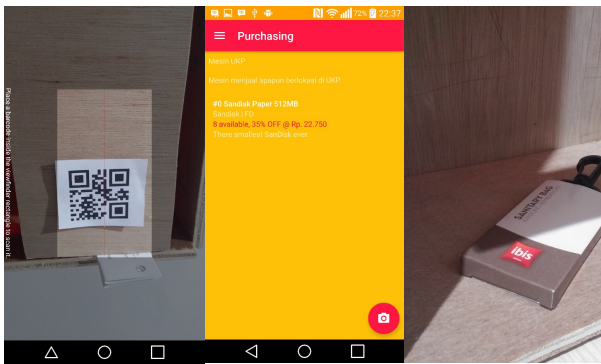 Place a barcode inside the viewfinder rectangle to scan it.
72% 22:37
Purchasing
Mesin UKP
Mesin menjual apapun berlokasi di UKP.
#0 Sandisk Paper 512MB
Sandisk | FD
8 available, 35% OFF @ Rp. 22.750
There smallest SanDisk ever
SANITARY BAG
ibis